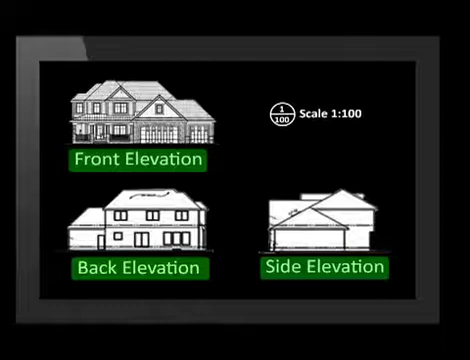 1
100
Scale 1:100
Front Elevation
Back Elevation
Side Elevation